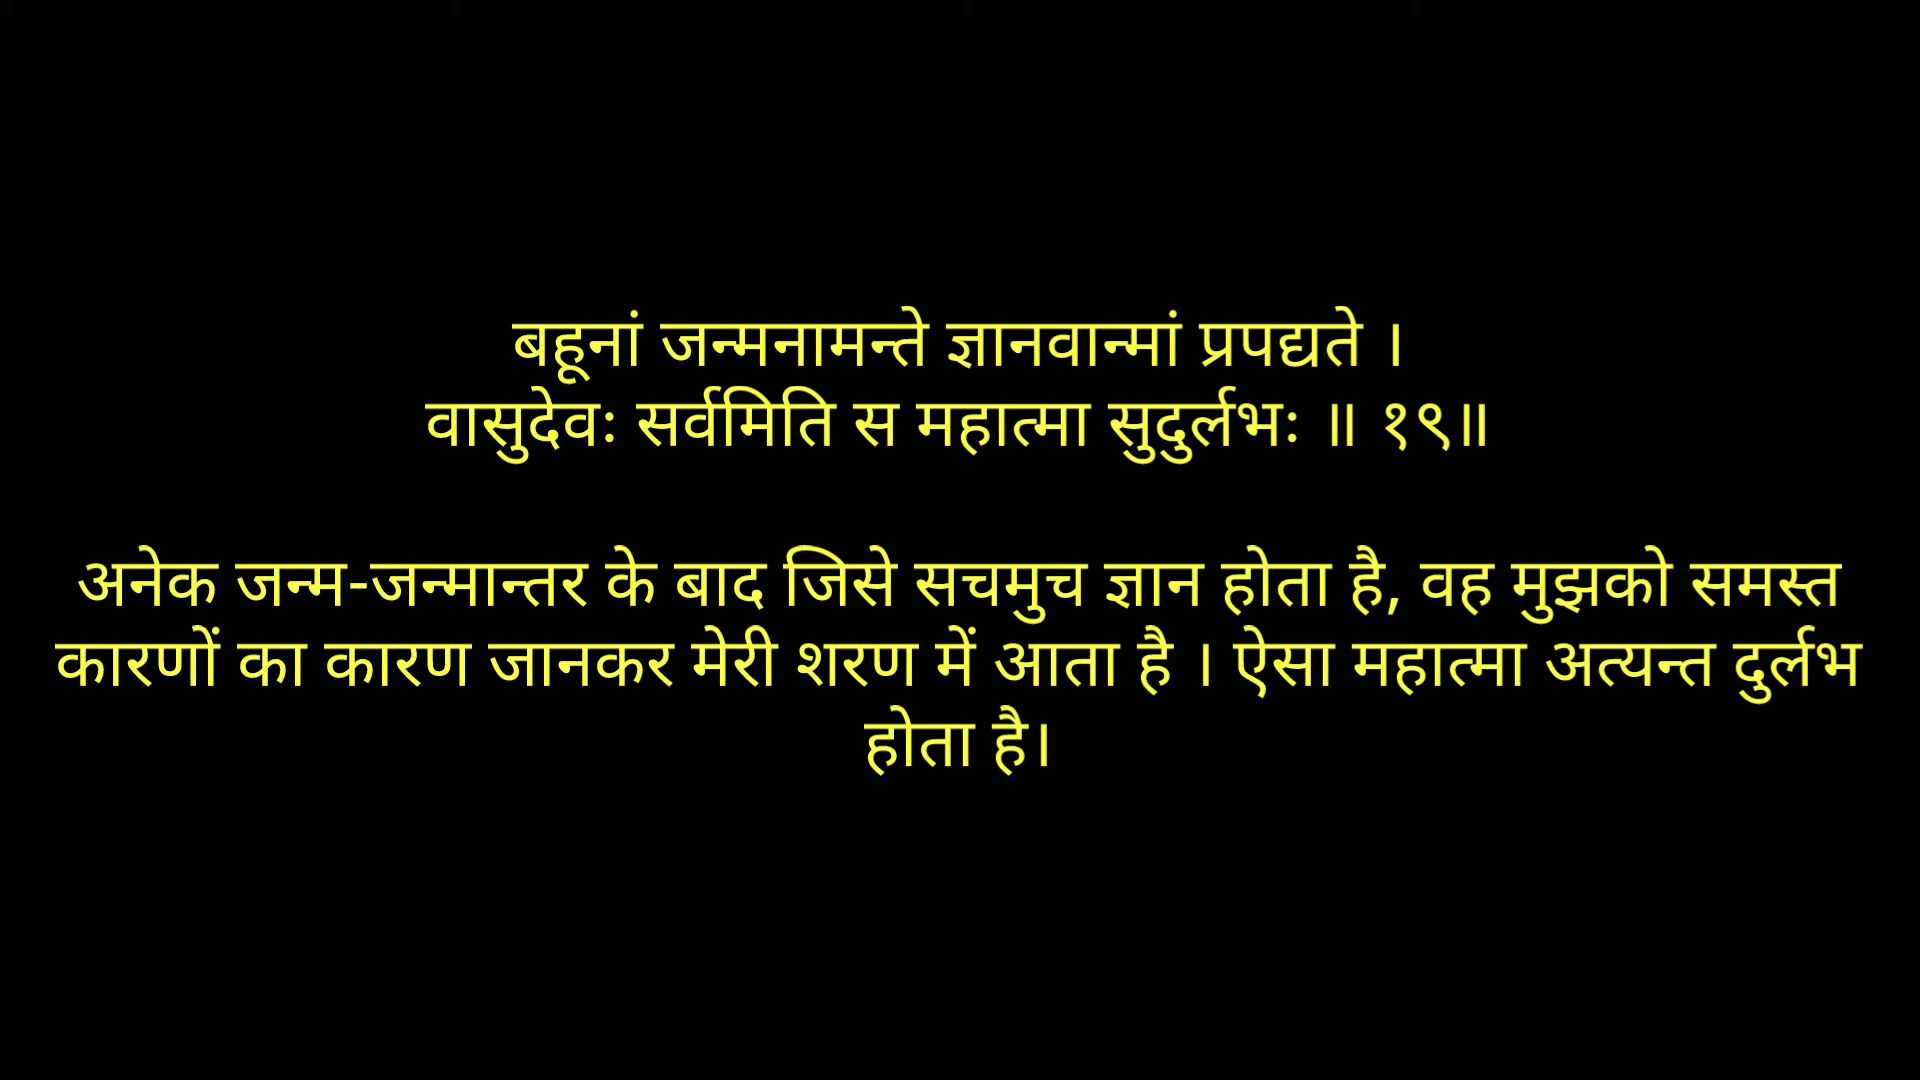 बहूनां जन्मनामन्ते ज्ञानवान्मां प्रपद्यते ।
वासुदेवः सर्वमिति स महात्मा सुदुर्लभः ॥ १९॥
अनेक जन्म-जन्मान्तर के बाद जिसे सचमुच ज्ञान होता है, वह मुझको समस्त
कारणों का कारण जानकर मेरी शरण में आता है । ऐसा महात्मा अत्यन्त दुर्लभ
होता है।